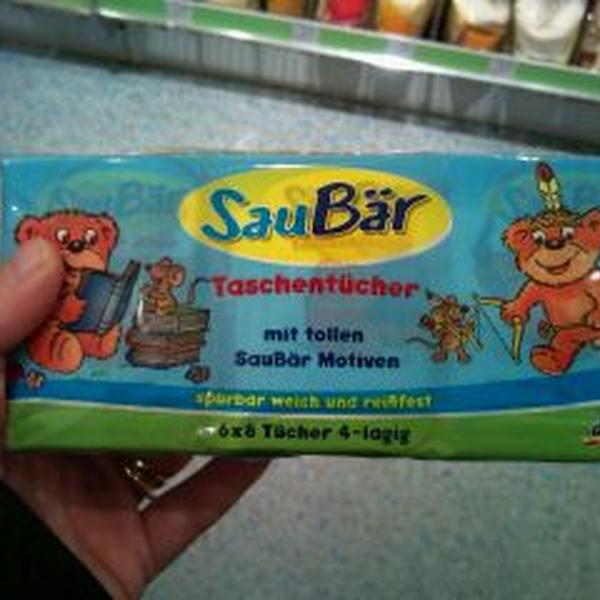 SauBär
Taschentücher
mit tollen
SauBär Motiven
spürbar weich und reißfest
6x8 Tücher 4-lagig